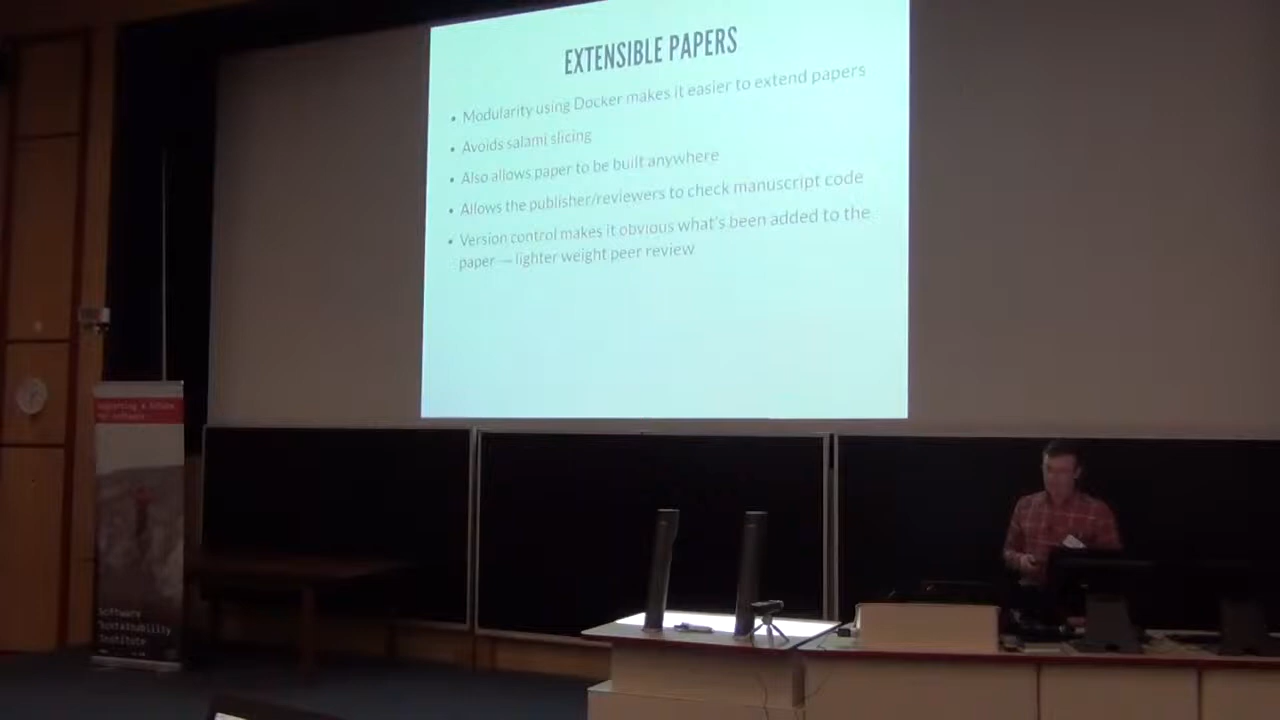 EXTENSIBLE PAPERS
• Modularity using Docker makes it easier to extend papers
• Avoids salami slicing
• Also allows paper to be built anywhere
• Allows the publisher/reviewers to check manuscript code
• Version control makes it obvious what's been added to the
paper — lighter weight peer review
Software
Sustainability
Institute